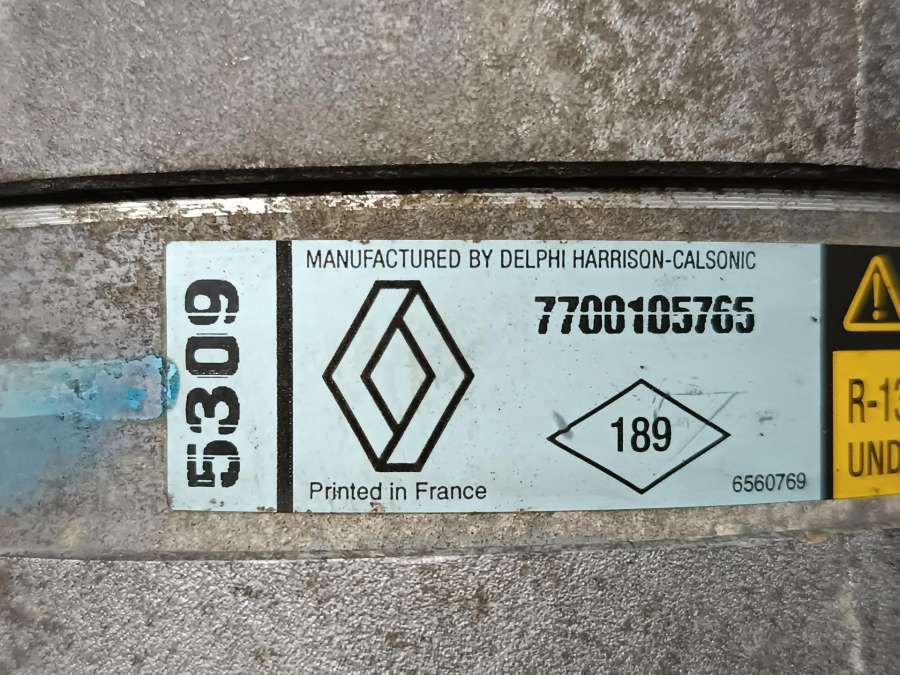 5309
MANUFACTURED BY DELPHI HARRISON-CALSONIC
7700105765
189
Printed in France
6560769
R-13
UND